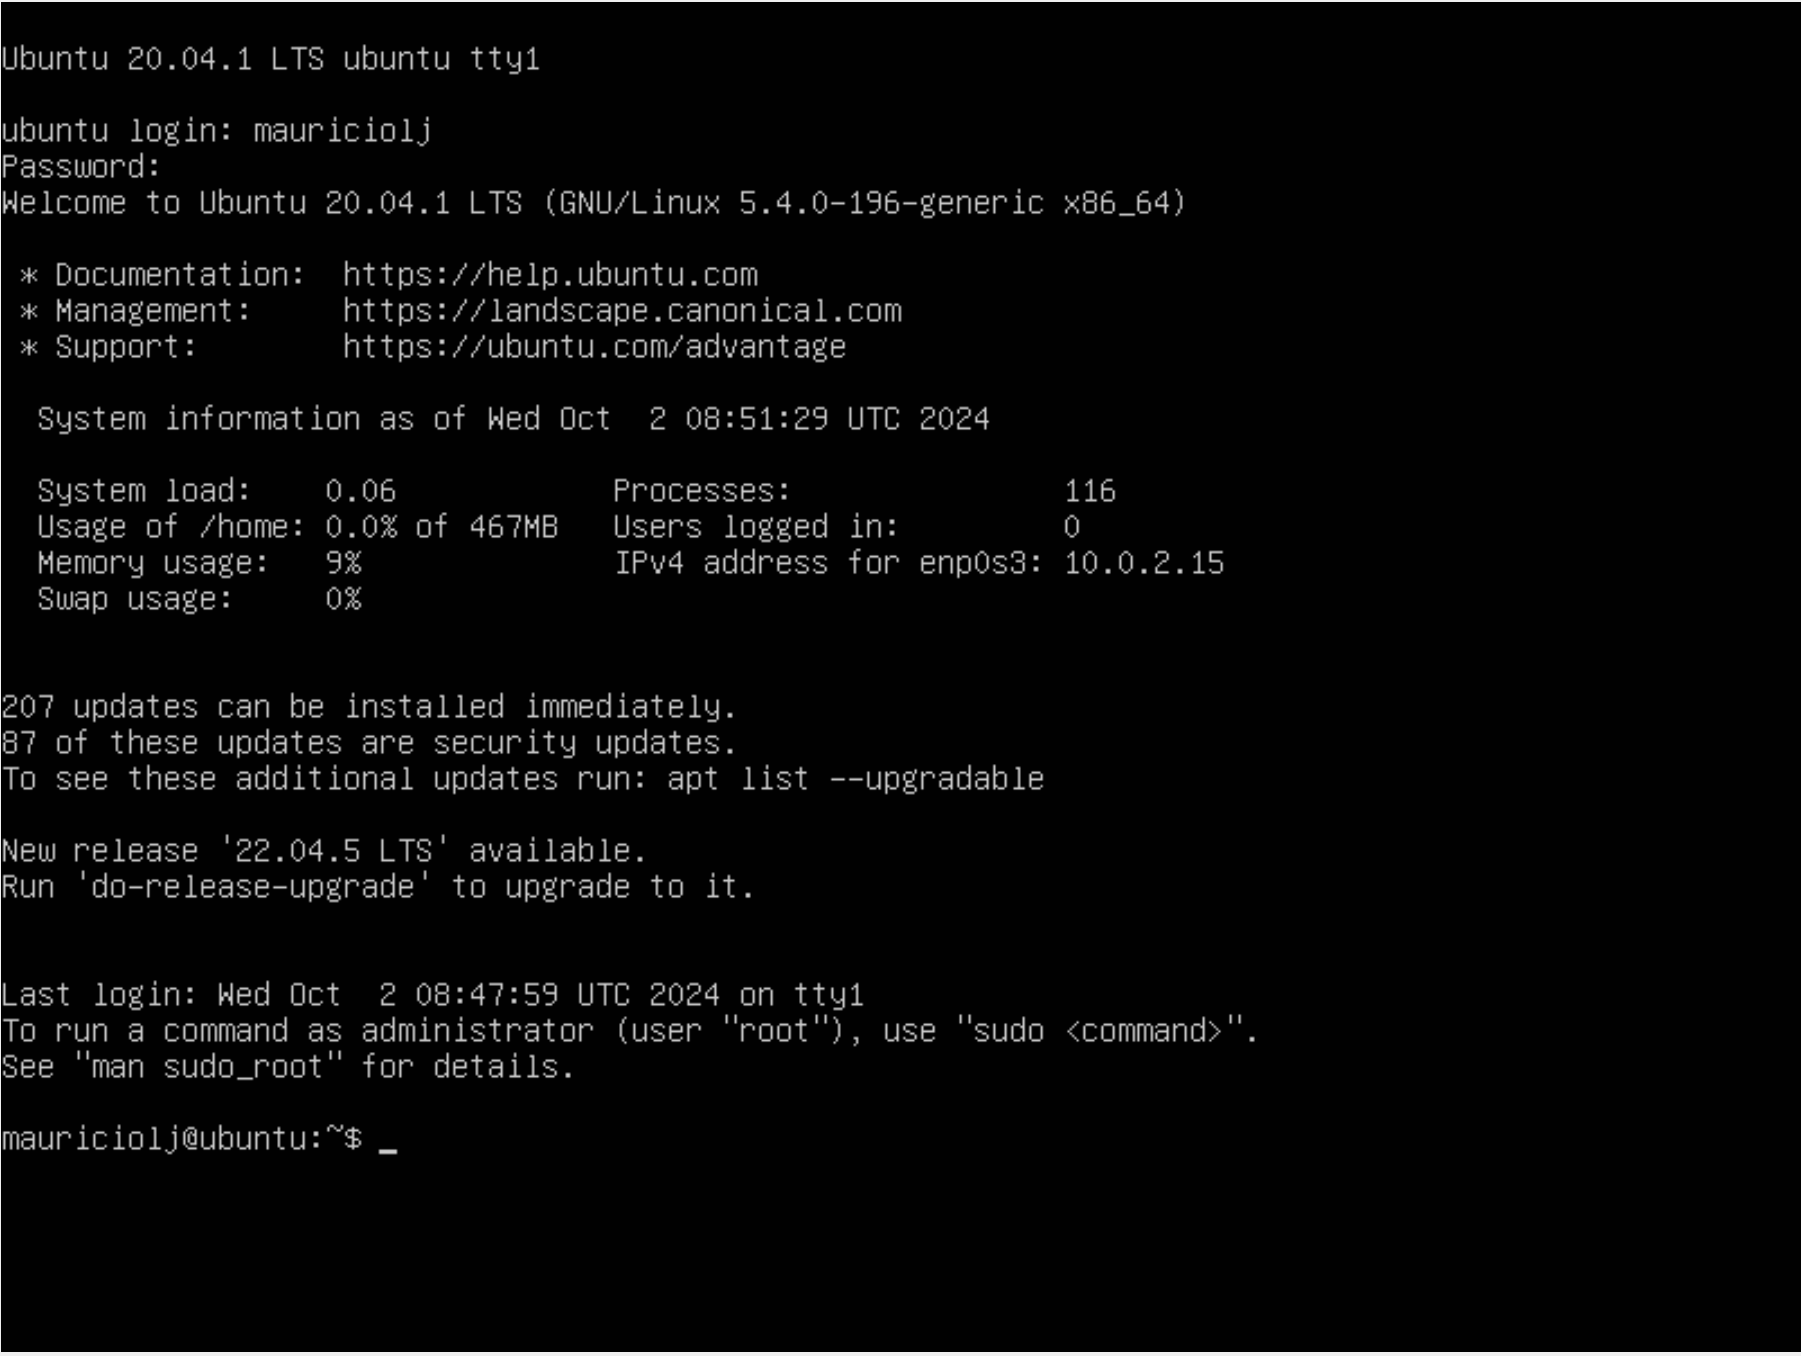 Ubuntu 20.04.1 LTS ubuntu tty1
ubuntu login: mauriciolj
Password:
Welcome to Ubuntu 20.04.1 LTS (GNU/Linux 5.4.0-196-generic x86_64)
 * Documentation:  https://help.ubuntu.com
 * Management:     https://landscape.canonical.com
 * Support:        https://ubuntu.com/advantage
  System information as of Wed Oct  2 08:51:29 UTC 2024
  System load:    0.06            Processes:               116
  Usage of /home: 0.0% of 467MB   Users logged in:         0
  Memory usage:   9%              IPv4 address for enp0s3: 10.0.2.15
  Swap usage:     0%
207 updates can be installed immediately.
87 of these updates are security updates.
To see these additional updates run: apt list --upgradable
New release '22.04.5 LTS' available.
Run 'do-release-upgrade' to upgrade to it.
Last login: Wed Oct  2 08:47:59 UTC 2024 on tty1
To run a command as administrator (user "root"), use "sudo <command>".
See "man sudo_root" for details.
mauriciolj@ubuntu:~$ _